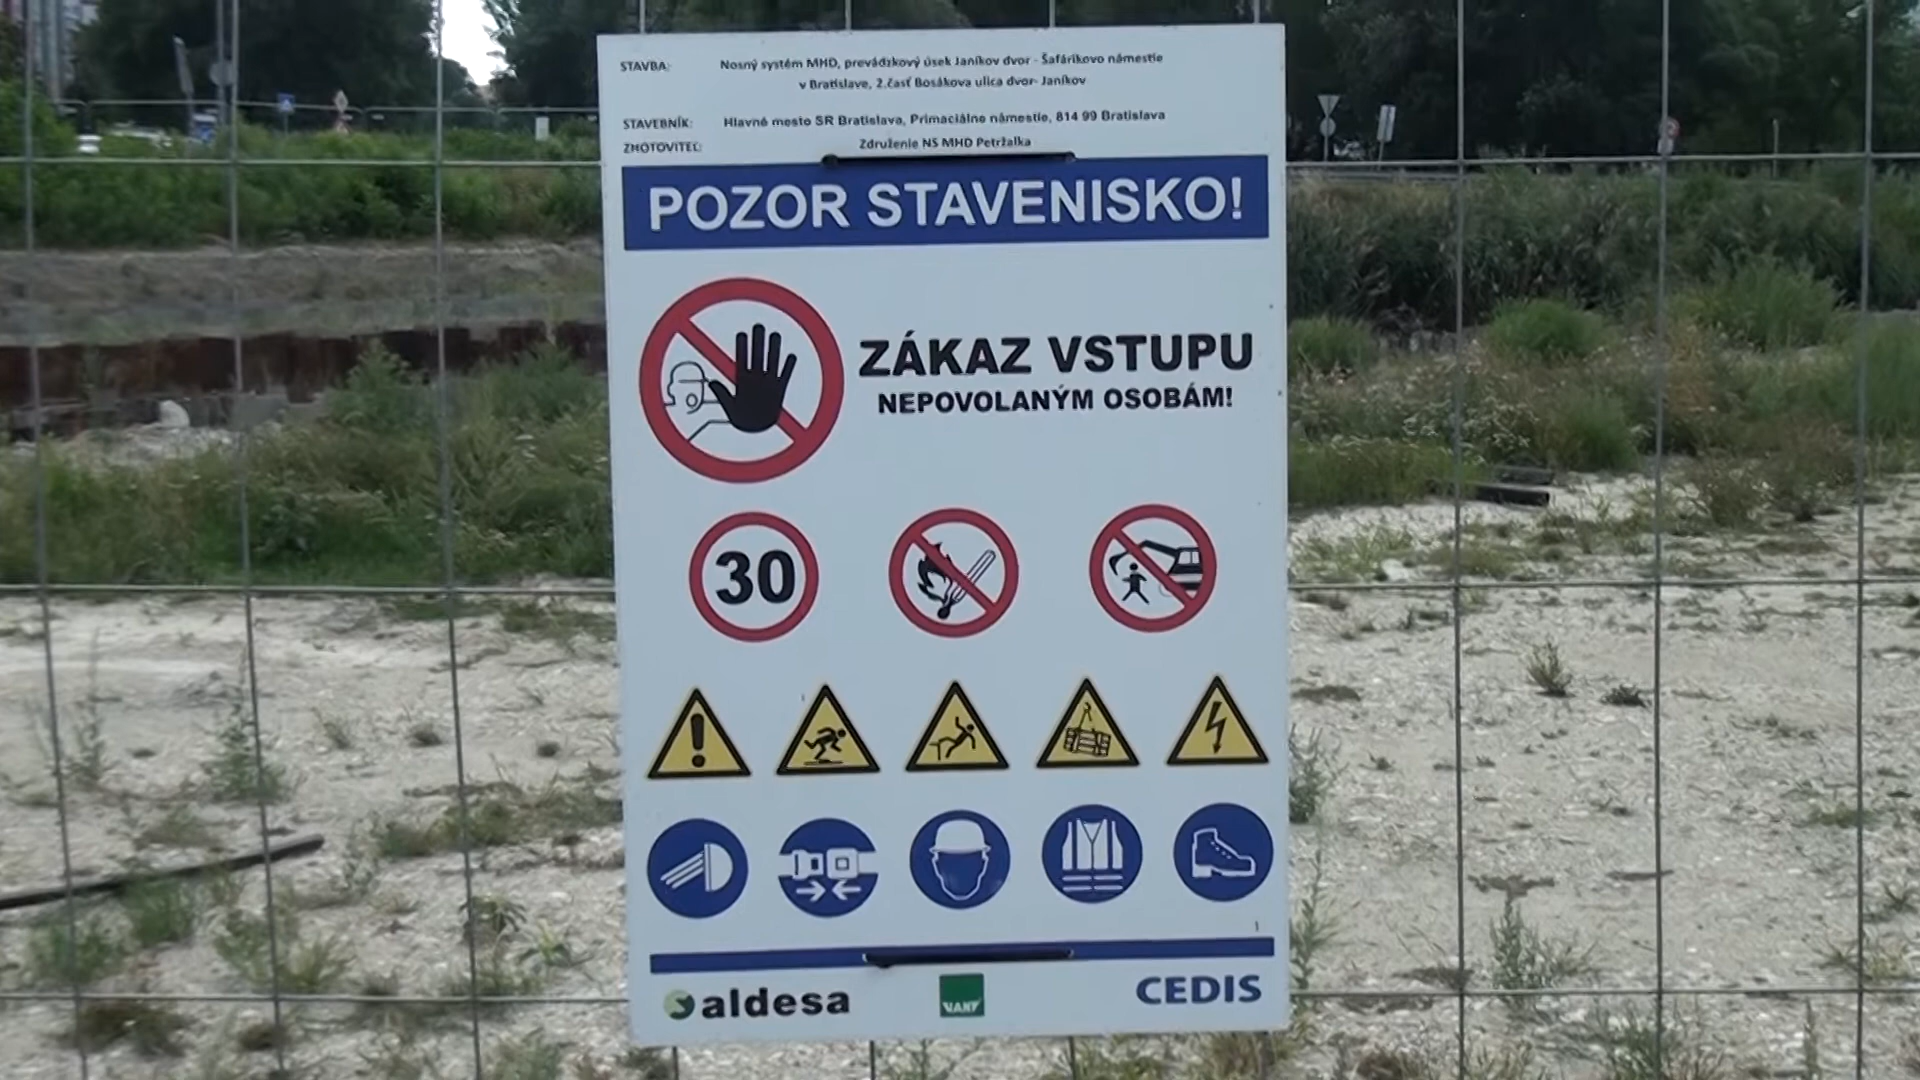 STAVBA: Nosný systém MHD, prevádzkový úsek Janíkov dvor - Šafárikovo námestie
v Bratislave, 2.časť Bosákova ulica dvor- Janíkov
STAVEBNÍK: Hlavné mesto SR Bratislava, Primaciálne námestie, 814 99 Bratislava
ZHOTOVITEĽ: Združenie NS MHD Petržalka
POZOR STAVENISKO!
ZÁKAZ VSTUPU
NEPOVOLANÝM OSOBÁM!
30
aldesa VÁHY CEDIS